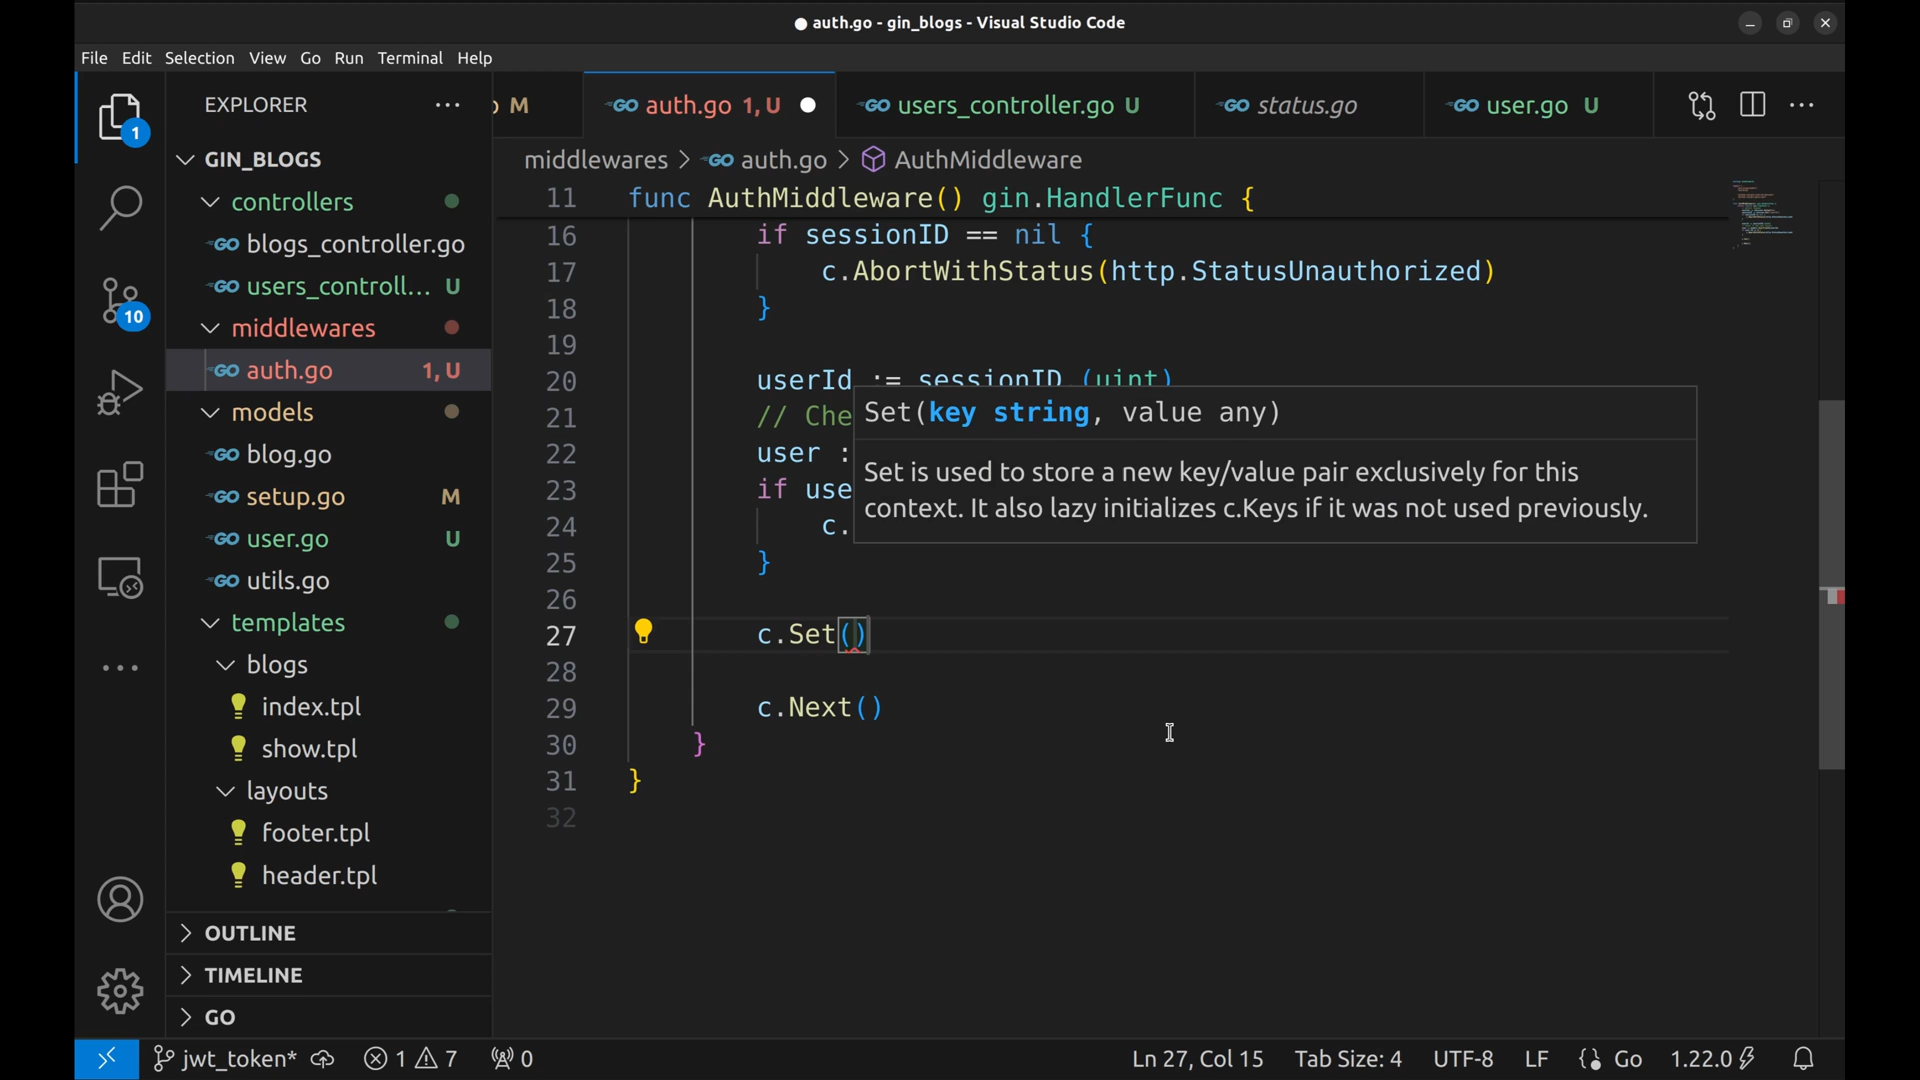 auth.go - gin_blogs - Visual Studio Code
File Edit Selection View Go Run Terminal Help
EXPLORER
M
auth.go 1, U
users_controller.go U
status.go
user.go U
middlewares > auth.go > AuthMiddleware
1
GIN_BLOGS
controllers
blogs_controller.go
users_controll... U
middlewares
auth.go 1, U
models
blog.go
setup.go M
user.go U
utils.go
templates
blogs
index.tpl
show.tpl
layouts
footer.tpl
header.tpl
OUTLINE
TIMELINE
GO
10
11 func AuthMiddleware() gin.HandlerFunc {
16 if sessionID == nil {
17 c.AbortWithStatus(http.StatusUnauthorized)
18 }
19
20 userId := sessionID.(uint)
21 // Che
22 user :
23 if use
24 c.
25 }
26
27 c.Set()
28
29 c.Next()
30 }
31 }
32
Set(key string, value any)
Set is used to store a new key/value pair exclusively for this
context. It also lazy initializes c.Keys if it was not used previously.
jwt_token* 1 7 0 Ln 27, Col 15 Tab Size: 4 UTF-8 LF Go 1.22.0